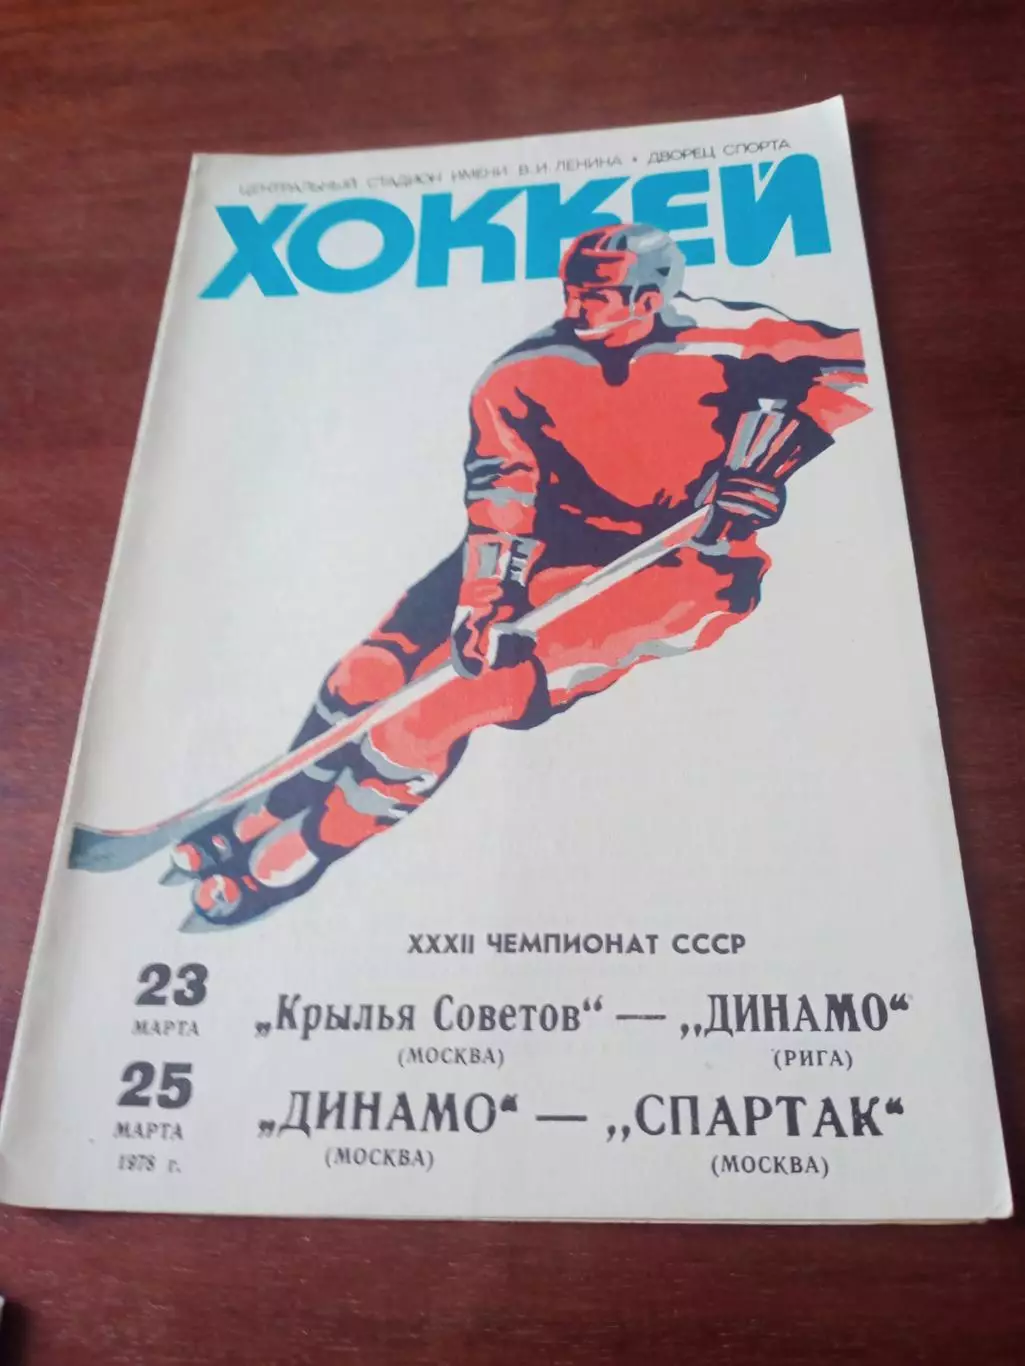 ЦЕНТРАЛЬНЫЙ СТАДИОН ИМЕНИ В.И. ЛЕНИНА • ДВОРЕЦ СПОРТА
ХОККЕЙ
XXXII ЧЕМПИОНАТ СССР
23 МАРТА
„Крылья Советов“ — „ДИНАМО“
(МОСКВА) (РИГА)
25 МАРТА
1978 г.
„ДИНАМО“ — „СПАРТАК“
(МОСКВА) (МОСКВА)